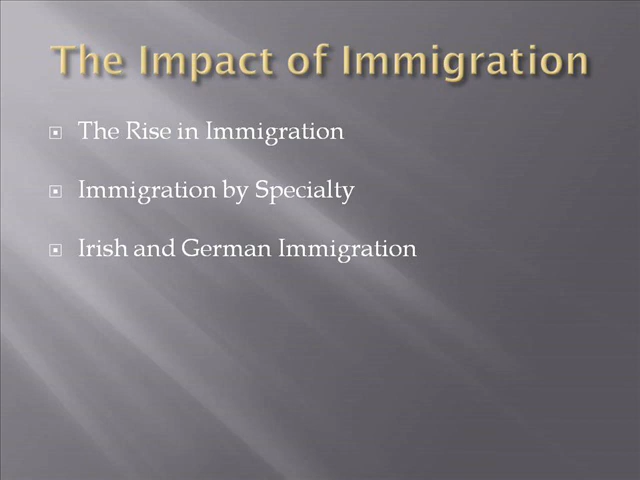 The Impact of Immigration
The Rise in Immigration
Immigration by Specialty
Irish and German Immigration